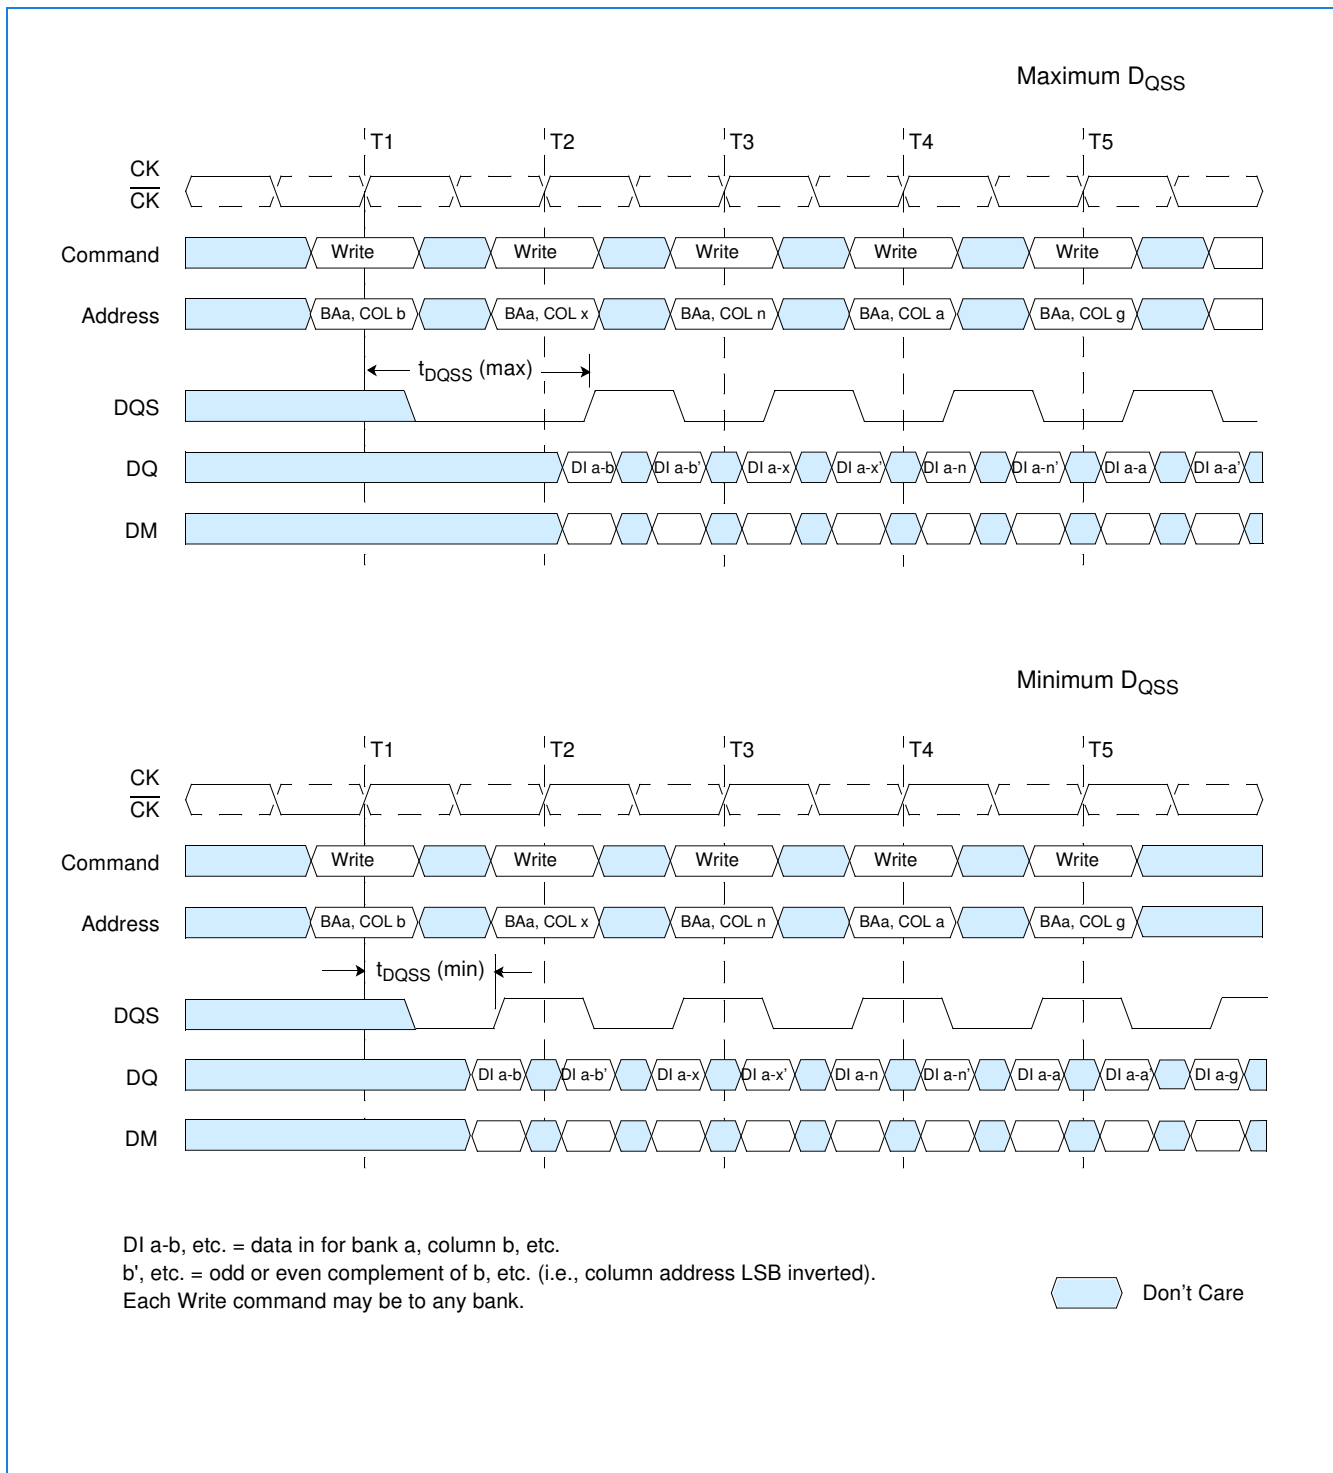 Maximum DQSS
T1 T2 T3 T4 T5
CK
CK
Command Write Write Write Write Write
Address BAa, COL b BAa, COL x BAa, COL n BAa, COL a BAa, COL g
tDQSS (max)
DQS
DQ DI a-b DI a-b' DI a-x DI a-x' DI a-n DI a-n' DI a-a DI a-a'
DM
Minimum DQSS
T1 T2 T3 T4 T5
CK
CK
Command Write Write Write Write Write
Address BAa, COL b BAa, COL x BAa, COL n BAa, COL a BAa, COL g
tDQSS (min)
DQS
DQ DI a-b DI a-b' DI a-x DI a-x' DI a-n DI a-n' DI a-a DI a-a' DI a-g
DM
DI a-b, etc. = data in for bank a, column b, etc.
b', etc. = odd or even complement of b, etc. (i.e., column address LSB inverted).
Each Write command may be to any bank.
Don't Care